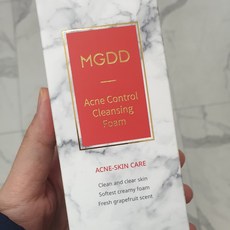 MGDD
Acne Control
Cleansing
Foam
ACNE-SKIN CARE
Clean and clear skin
Softest creamy foam
Fresh grapefruit scent